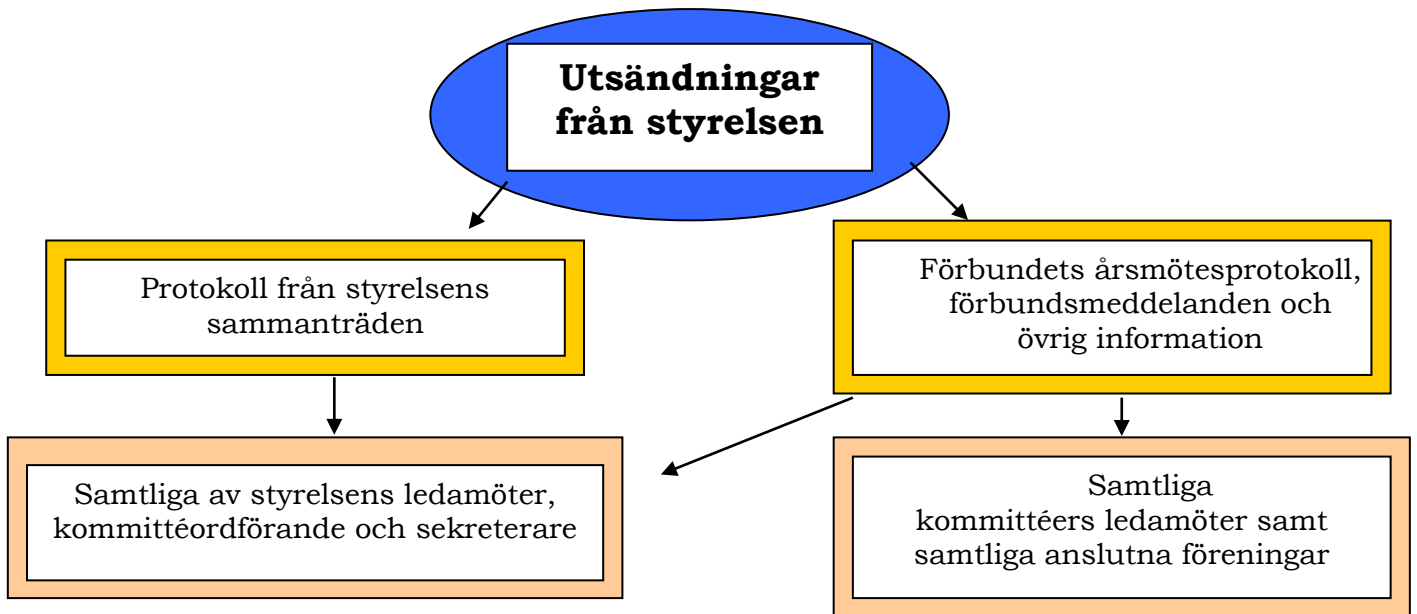 Utsändningar
från styrelsen
Protokoll från styrelsens
sammanträden
Förbundets årsmötesprotokoll,
förbundsmeddelanden och
övrig information
Samtliga av styrelsens ledamöter,
kommittéordförande och sekreterare
Samtliga
kommittéers ledamöter samt
samtliga anslutna föreningar